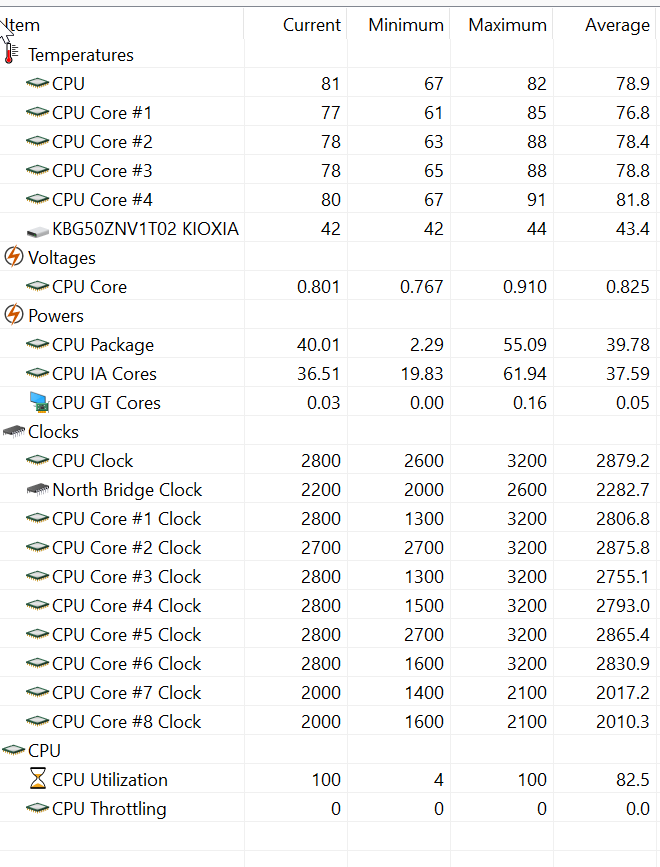 Item Current Minimum Maximum Average
Temperatures
CPU 81 67 82 78.9
CPU Core #1 77 61 85 76.8
CPU Core #2 78 63 88 78.4
CPU Core #3 78 65 88 78.8
CPU Core #4 80 67 91 81.8
KBG50ZNV1T02 KIOXIA 42 42 44 43.4
Voltages
CPU Core 0.801 0.767 0.910 0.825
Powers
CPU Package 40.01 2.29 55.09 39.78
CPU IA Cores 36.51 19.83 61.94 37.59
CPU GT Cores 0.03 0.00 0.16 0.05
Clocks
CPU Clock 2800 2600 3200 2879.2
North Bridge Clock 2200 2000 2600 2282.7
CPU Core #1 Clock 2800 1300 3200 2806.8
CPU Core #2 Clock 2700 2700 3200 2875.8
CPU Core #3 Clock 2800 1300 3200 2755.1
CPU Core #4 Clock 2800 1500 3200 2793.0
CPU Core #5 Clock 2800 2700 3200 2865.4
CPU Core #6 Clock 2800 1600 3200 2830.9
CPU Core #7 Clock 2000 1400 2100 2017.2
CPU Core #8 Clock 2000 1600 2100 2010.3
CPU
CPU Utilization 100 4 100 82.5
CPU Throttling 0 0 0 0.0